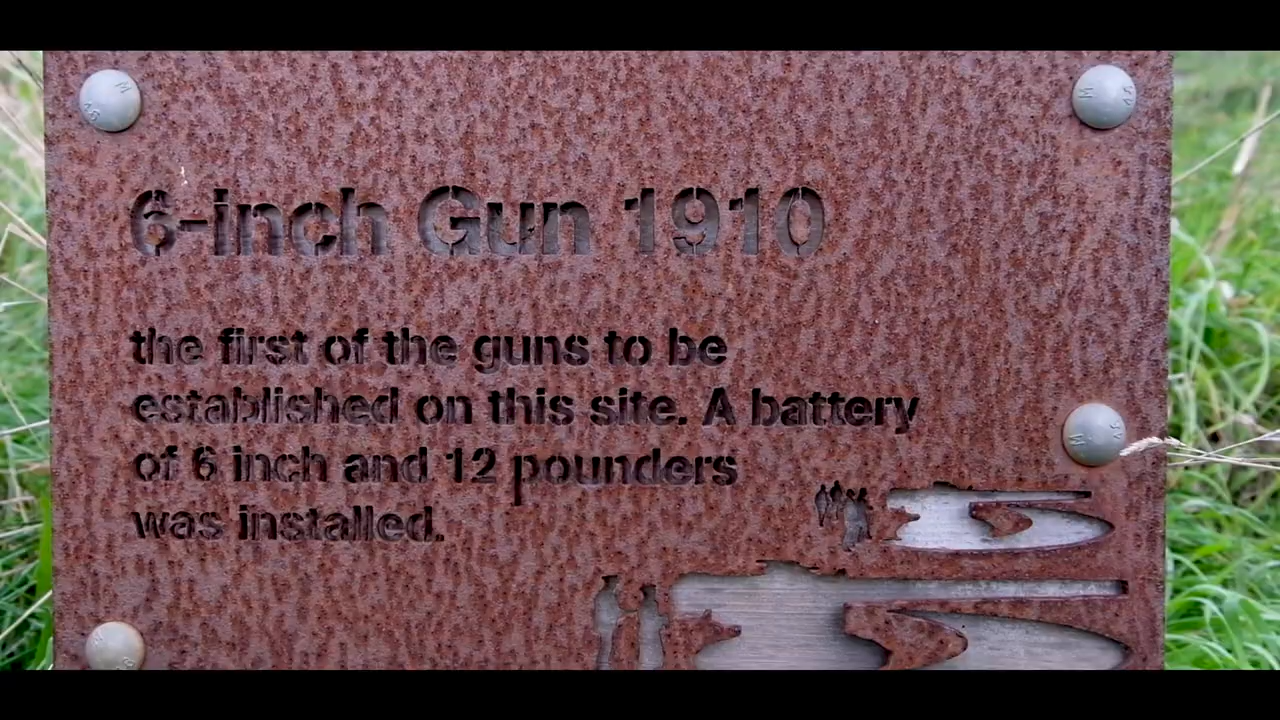 6-inch Gun 1910
the first of the guns to be
established on this site. A battery
of 6 inch and 12 pounders
was installed.